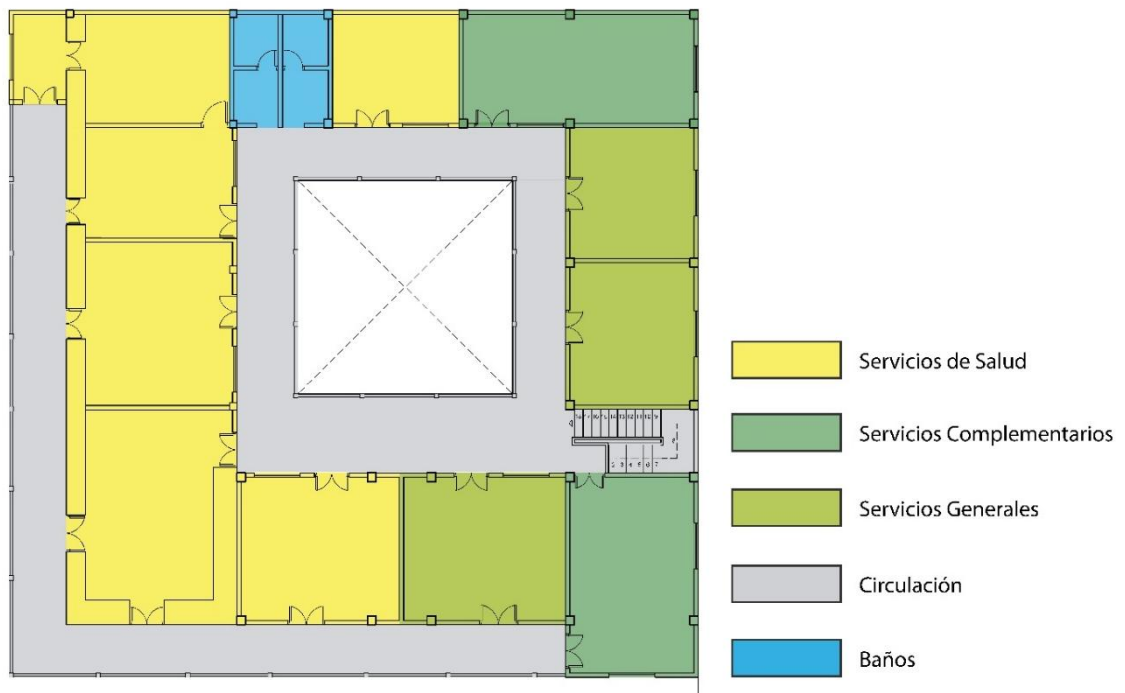 Servicios de Salud
Servicios Complementarios
Servicios Generales
Circulación
Baños